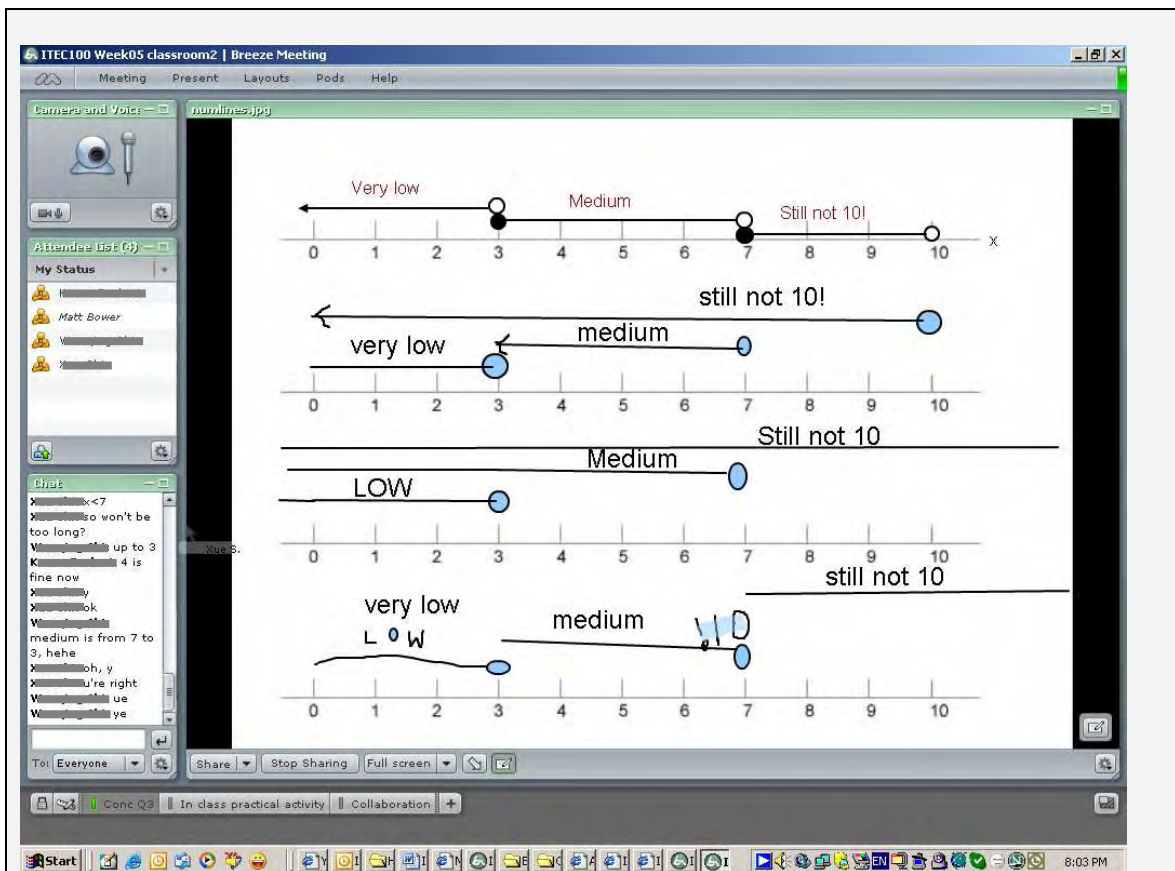 ITEC100 Week05 classroom2 | Breeze Meeting
Meeting Present Layouts Pods Help
Camera and Voice
Attendee List (4)
My Status
Matt Bower
Chat
x<7
so won't be
too long?
up to 3
4 is
fine now
y
ok
medium is from 7 to
3, hehe
oh, y
u're right
ue
ye
To: Everyone
numlines.jpg
Very low Medium Still not 10!
0 1 2 3 4 5 6 7 8 9 10 x
still not 10!
very low medium
0 1 2 3 4 5 6 7 8 9 10
Still not 10
Medium
LOW
0 1 2 3 4 5 6 7 8 9 10
Xue S.
still not 10
very low medium
LOW
0 1 2 3 4 5 6 7 8 9 10
Share Stop Sharing Full screen
Conc Q3 In class practical activity Collaboration +
Start EN 8:03 PM